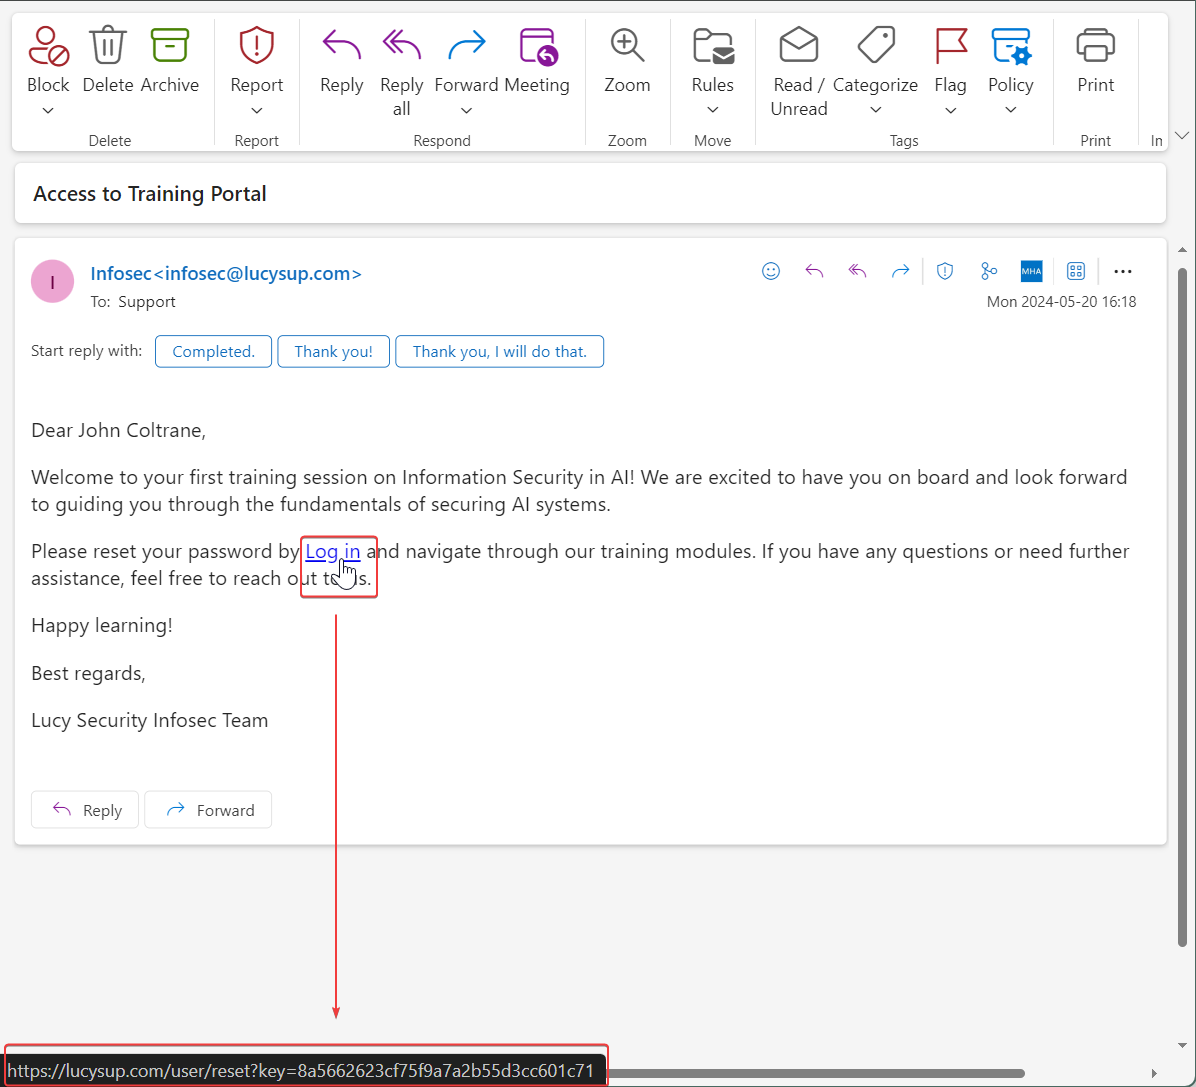 Block Delete Archive Report Reply Reply all Forward Meeting Zoom Rules Read / Unread Categorize Flag Policy Print
Delete Report Respond Zoom Move Tags Print In
Access to Training Portal
I
Infosec<infosec@lucysup.com>
MHA
To: Support
Mon 2024-05-20 16:18
Start reply with: Completed. Thank you! Thank you, I will do that.
Dear John Coltrane,
Welcome to your first training session on Information Security in AI! We are excited to have you on board and look forward
to guiding you through the fundamentals of securing AI systems.
Please reset your password by Log in and navigate through our training modules. If you have any questions or need further
assistance, feel free to reach out to us.
Happy learning!
Best regards,
Lucy Security Infosec Team
Reply Forward
https://lucysup.com/user/reset?key=8a5662623cf75f9a7a2b55d3cc601c71